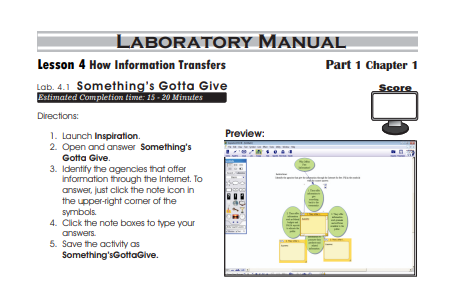 LABORATORY MANUAL
Lesson 4 How Information Transfers Part 1 Chapter 1
Lab. 4.1 Something's Gotta Give Score
Estimated Completion time: 15 - 20 Minutes
Directions:
1. Launch Inspiration.
2. Open and answer Something's
Gotta Give.
3. Identify the agencies that offer
information through the Internet. To
answer, just click the note icon in
the upper-right corner of the
symbols.
4. Click the note boxes to type your
answers.
5. Save the activity as
Something'sGottaGive.
Preview: